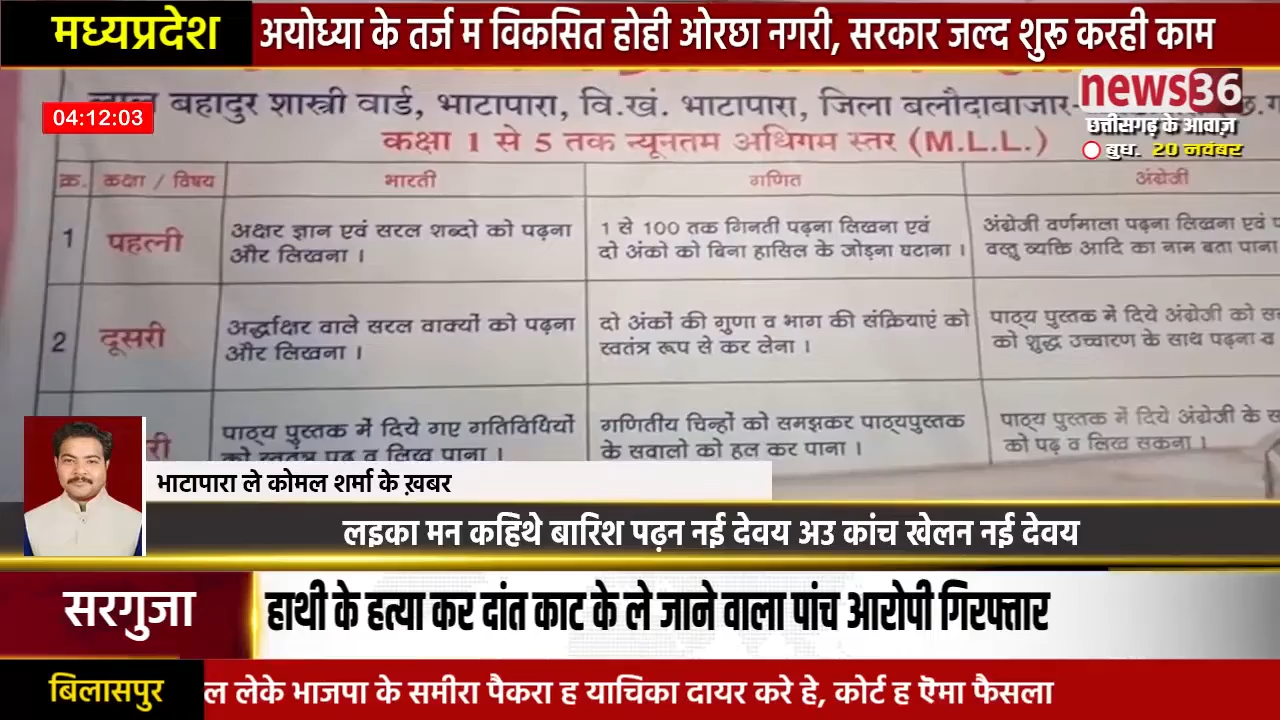 मध्यप्रदेश
अयोध्या के तर्ज म विकसित होही ओरछा नगरी, सरकार जल्द शुरू करही काम
news36
छत्तीसगढ़ के आवाज़
बुध. 20 नवंबर
04:12:03
लाल बहादुर शास्त्री वार्ड, भाटापारा, वि.खं. भाटापारा, जिला बलौदाबाजार-
कक्षा 1 से 5 तक न्यूनतम अधिगम स्तर (M.L.L.)
क्र. कक्षा / विषय भारती गणित अंग्रेजी
1 पहली
अक्षर ज्ञान एवं सरल शब्दो को पढ़ना
और लिखना ।
1 से 100 तक गिनती पढ़ना लिखना एवं
दो अंको को बिना हासिल के जोड़ना घटाना ।
अंग्रेजी वर्णमाला पढ़ना लिखना एवं
वस्तु व्यक्ति आदि का नाम बता पाना
2 दूसरी
अर्द्धाक्षर वाले सरल वाक्यों को पढ़ना
और लिखना ।
दो अंकों की गुणा व भाग की संक्रियाएं को
स्वतंत्र रूप से कर लेना ।
पाठ्य पुस्तक में दिये अंग्रेजी को
को शुद्ध उच्चारण के साथ पढ़ना व
री
पाठ्य पुस्तक में दिये गए गतिविधियों
को स्वतंत्र पढ़ व लिख पाना ।
गणितीय चिन्हों को समझकर पाठ्यपुस्तक
के सवालो को हल कर पाना ।
पाठ्य पुस्तक में दिये अंग्रेजी के
को पढ़ व लिख सकना ।
भाटापारा ले कोमल शर्मा के ख़बर
लइका मन कहिथे बारिश पढ़न नई देवय अउ कांच खेलन नई देवय
सरगुजा
हाथी के हत्या कर दांत काट के ले जाने वाला पांच आरोपी गिरफ्तार
बिलासपुर
ल लेके भाजपा के समीरा पैकरा ह याचिका दायर करे हे, कोर्ट ह ऎमा फैसला